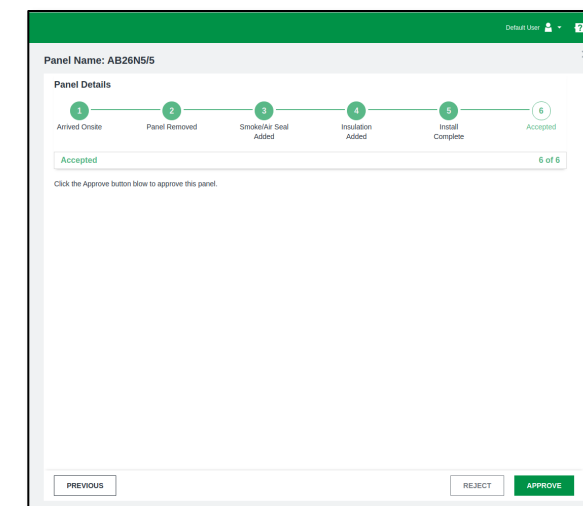 Default User
?
Panel Name: AB26N5/5
Panel Details
1 2 3 4 5 6
Arrived Onsite Panel Removed Smoke/Air Seal Insulation Install Accepted
Added Added Complete
Accepted 6 of 6
Click the Approve button blow to approve this panel.
PREVIOUS REJECT APPROVE